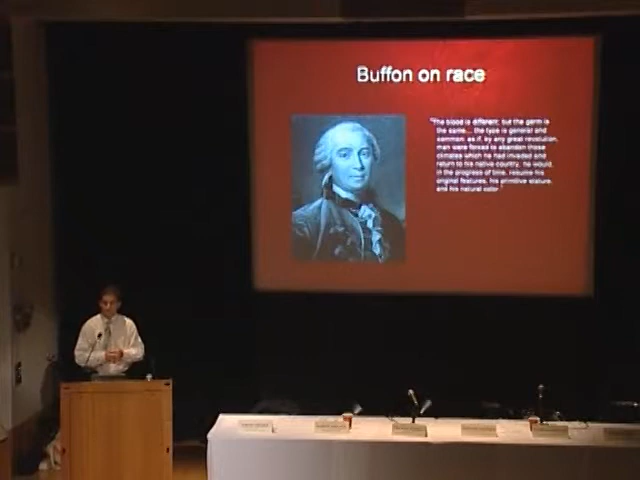 Buffon on race
"The blood is different, but the germ is
the same... the type is general and
common: as if, by any great revolution,
man were forced to abandon those
climates which he had invaded and
return to his native country, he would,
in the progress of time, resume his
original features, his primitive stature,
and his natural color."